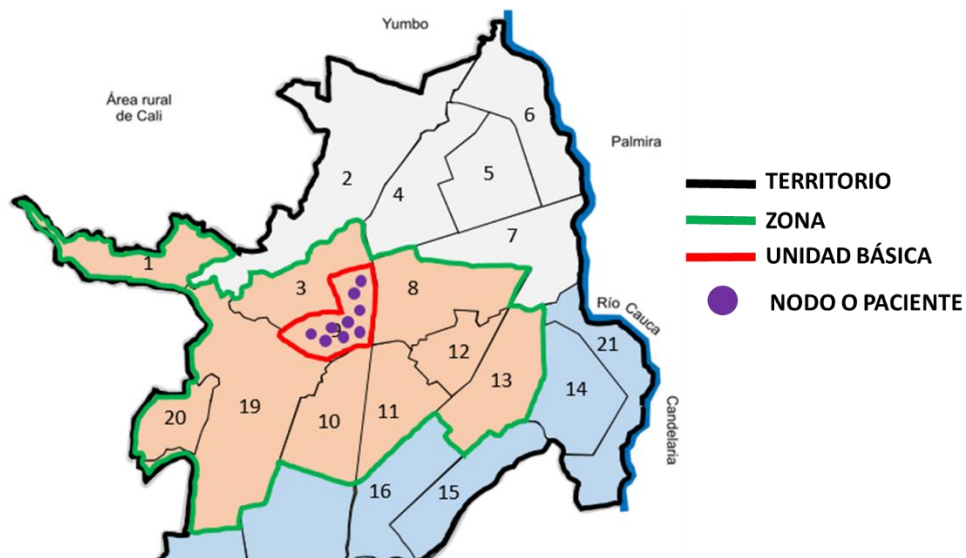 Yumbo
Área rural
de Cali
6
Palmira
2
4
5
TERRITORIO
ZONA
7
UNIDAD BÁSICA
1
3
8
NODO O PACIENTE
Río Cauca
9
21
12
13
14
20
19
10
11
Candelaria
16
15